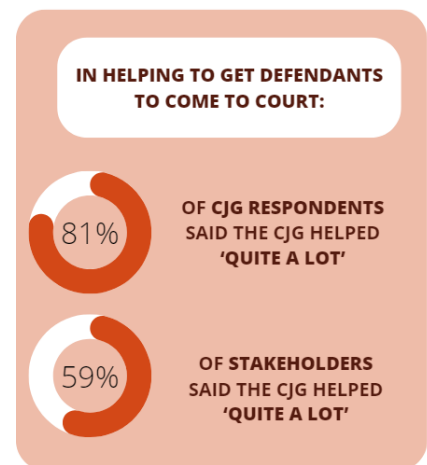 IN HELPING TO GET DEFENDANTS
TO COME TO COURT:
81%
OF CJG RESPONDENTS
SAID THE CJG HELPED
‘QUITE A LOT’
59%
OF STAKEHOLDERS
SAID THE CJG HELPED
‘QUITE A LOT’